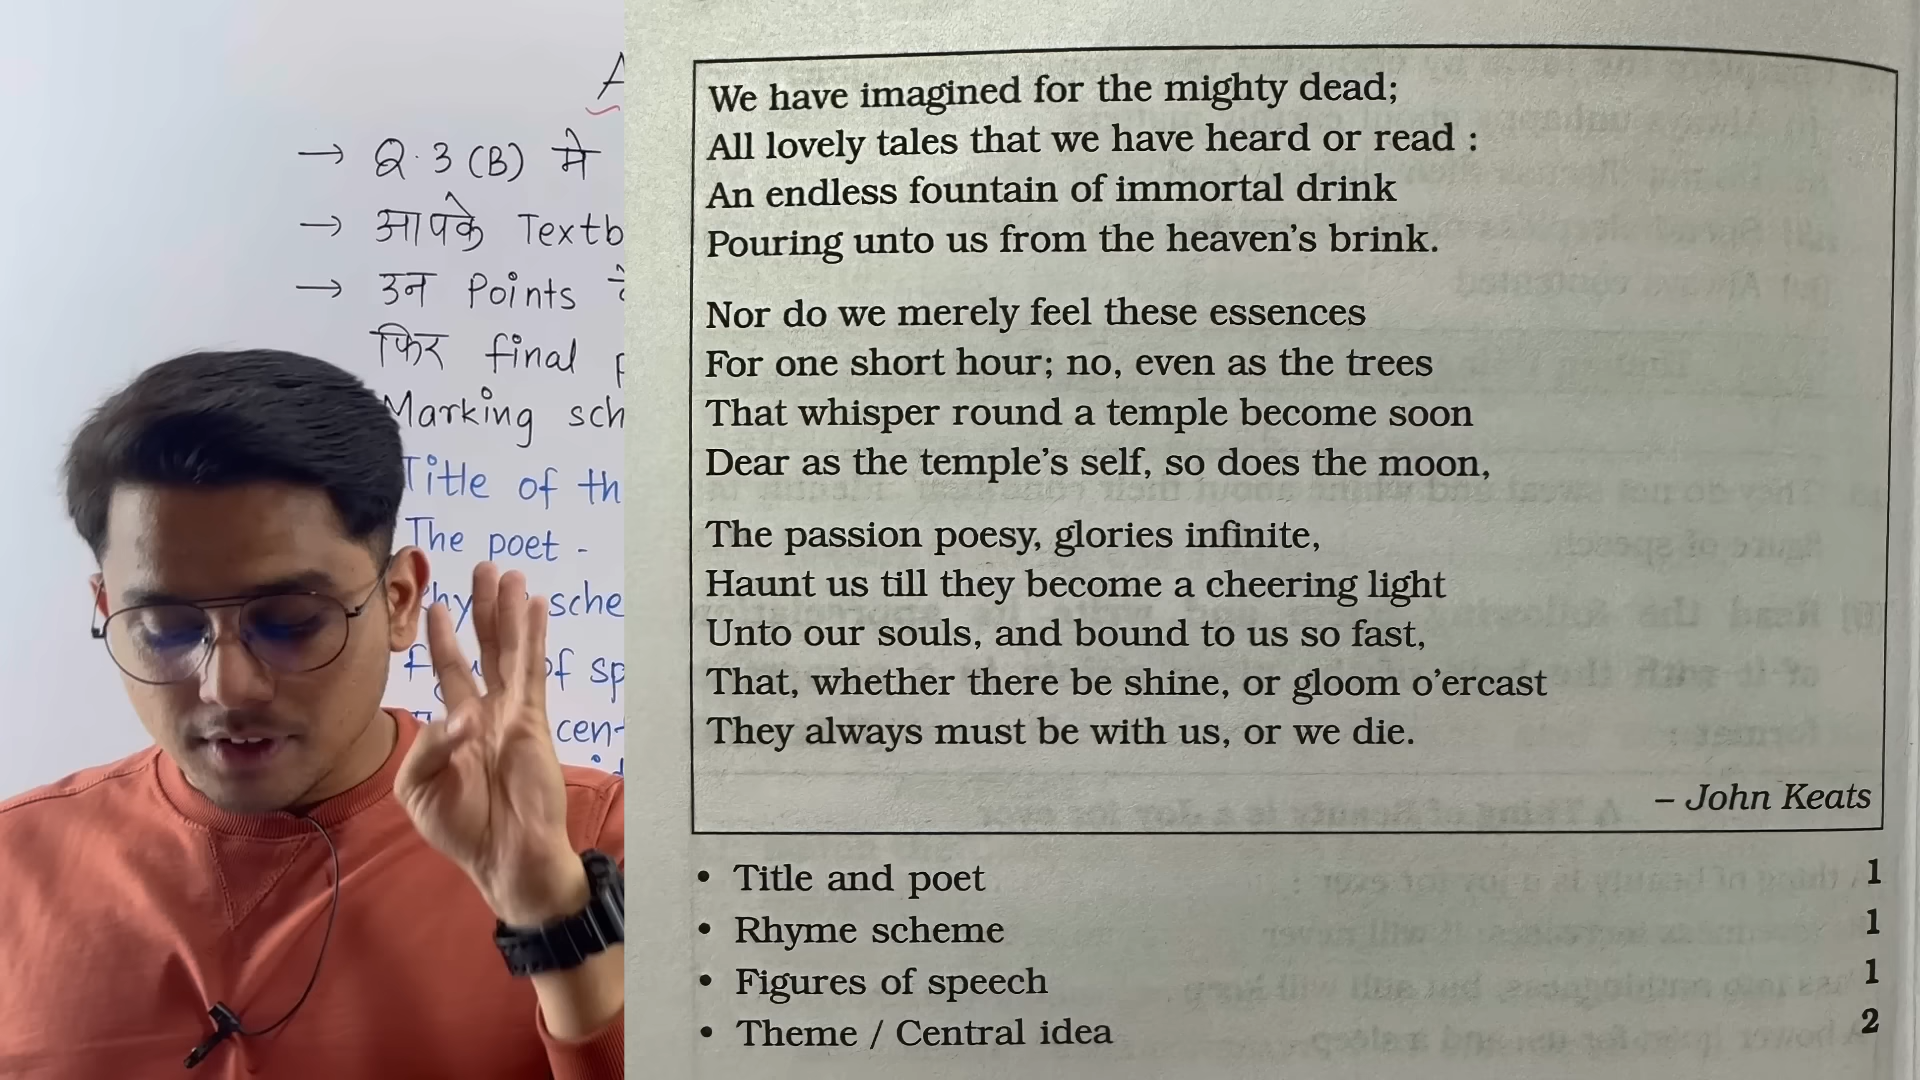 → Q.3 (B) मे
→ आपके Textb
→ उन Points
फिर final
Marking sch
Title of th
The poet -
sche
of sp
cent
We have imagined for the mighty dead;
All lovely tales that we have heard or read :
An endless fountain of immortal drink
Pouring unto us from the heaven's brink.
Nor do we merely feel these essences
For one short hour; no, even as the trees
That whisper round a temple become soon
Dear as the temple's self, so does the moon,
The passion poesy, glories infinite,
Haunt us till they become a cheering light
Unto our souls, and bound to us so fast,
That, whether there be shine, or gloom o'ercast
They always must be with us, or we die.
– John Keats
• Title and poet 1
• Rhyme scheme 1
• Figures of speech 1
• Theme / Central idea 2